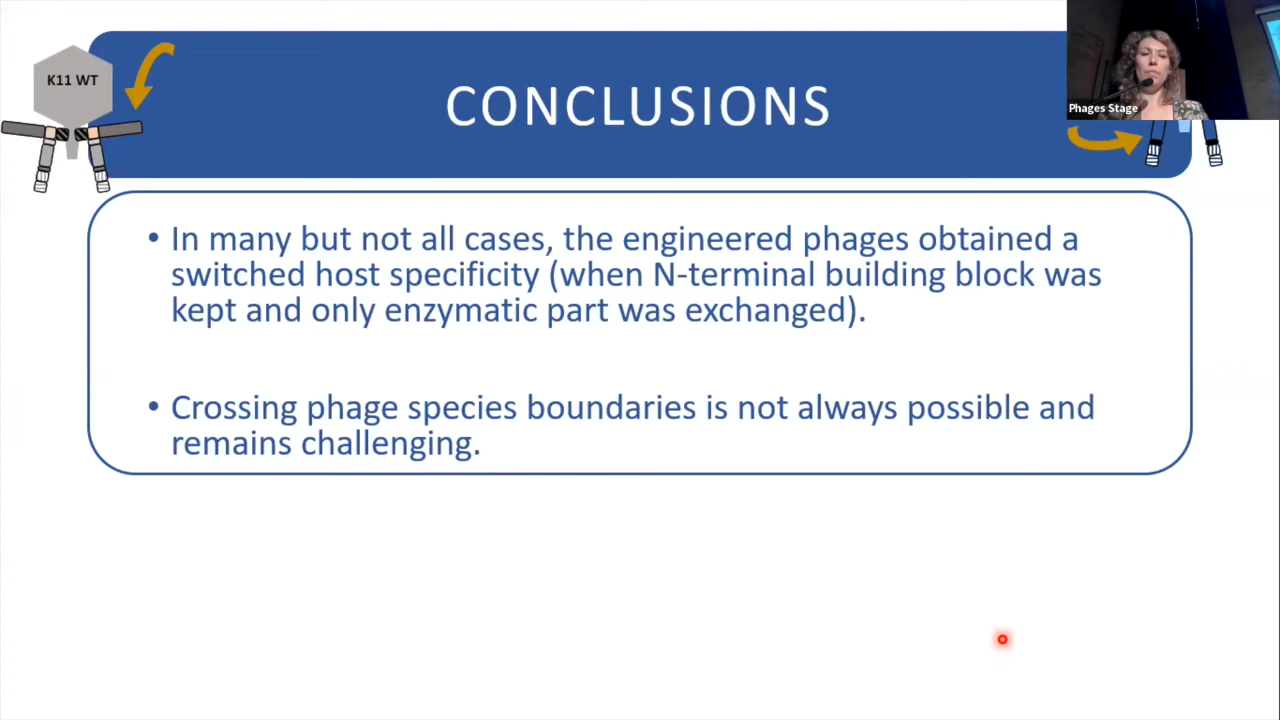 K11 WT
CONCLUSIONS
Phages Stage
• In many but not all cases, the engineered phages obtained a
switched host specificity (when N-terminal building block was
kept and only enzymatic part was exchanged).
• Crossing phage species boundaries is not always possible and
remains challenging.